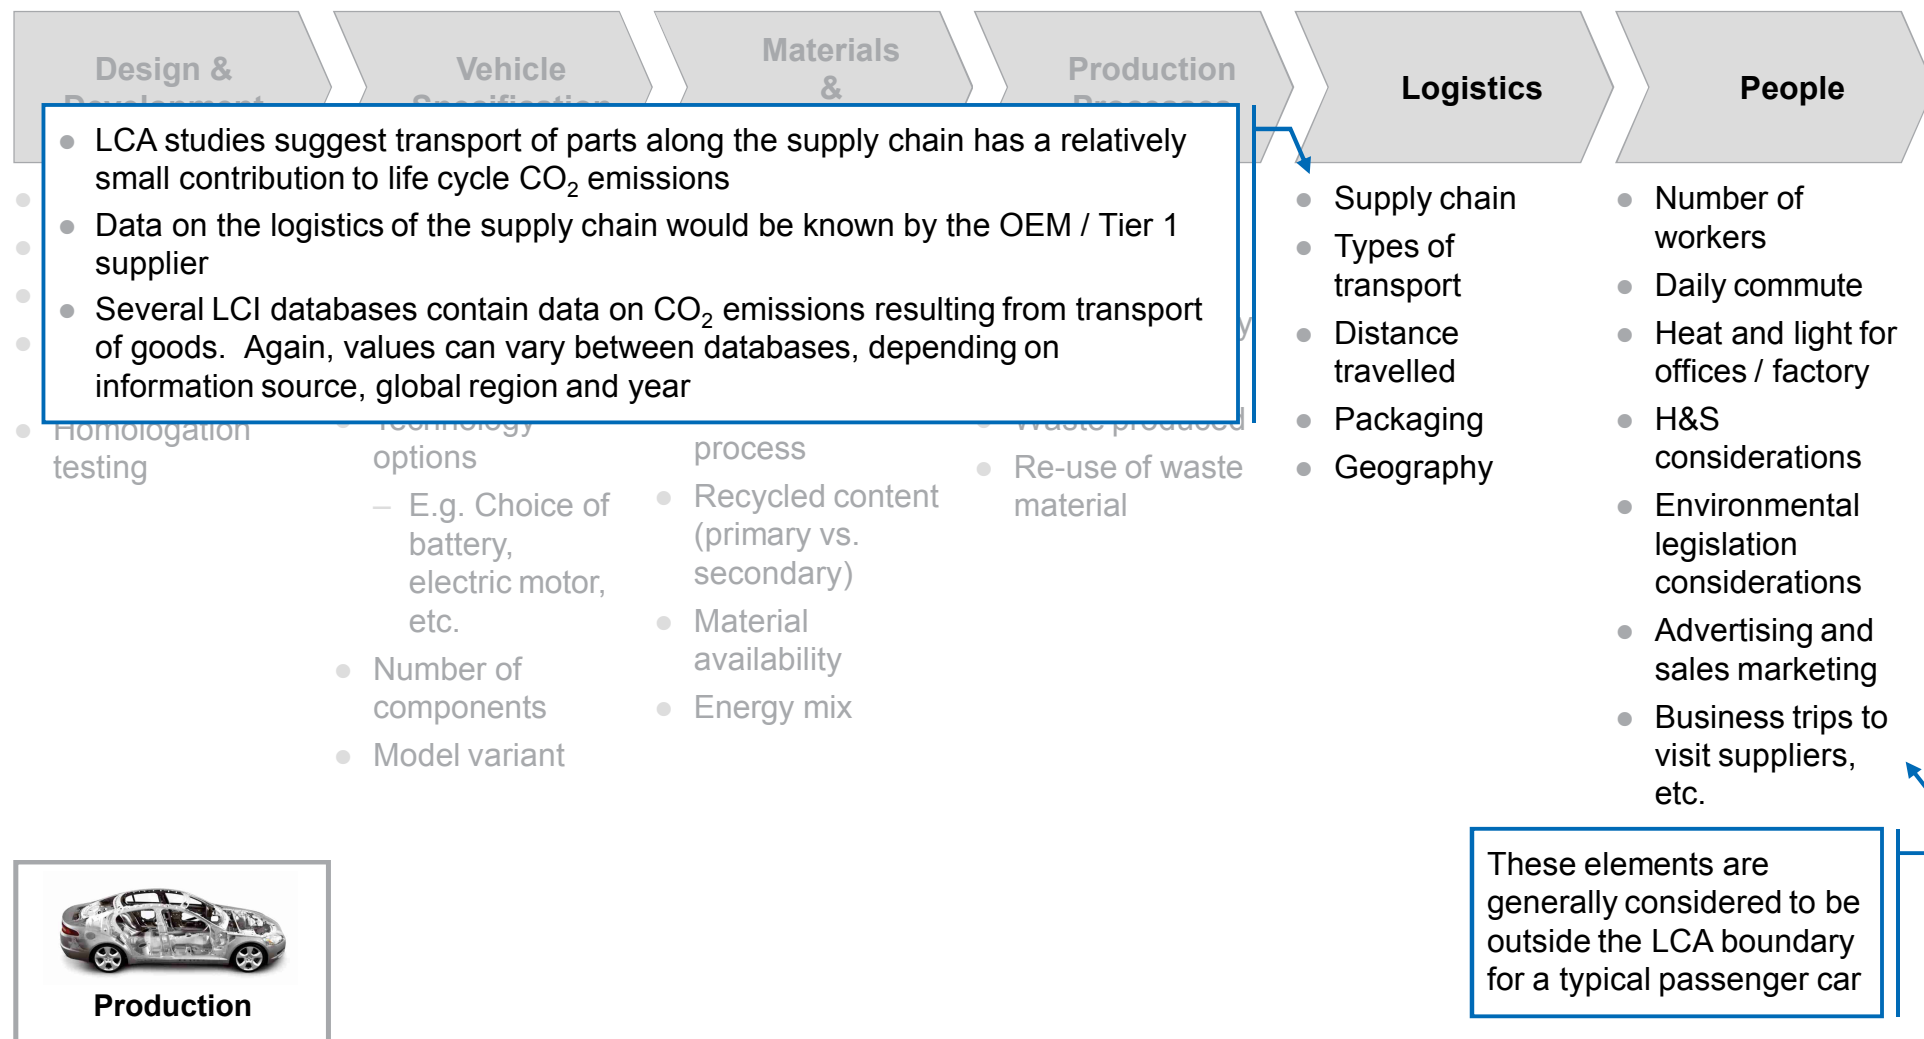 Design &
Development
Vehicle
Specification
Materials
&
Production
Processes
Logistics
People
LCA studies suggest transport of parts along the supply chain has a relatively
small contribution to life cycle CO₂ emissions
Data on the logistics of the supply chain would be known by the OEM / Tier 1
supplier
Several LCI databases contain data on CO₂ emissions resulting from transport
of goods.  Again, values can vary between databases, depending on
information source, global region and year
Homologation
testing
Technology
options
– E.g. Choice of
battery,
electric motor,
etc.
Number of
components
Model variant
process
Recycled content
(primary vs.
secondary)
Material
availability
Energy mix
Waste produced
Re-use of waste
material
Supply chain
Types of
transport
Distance
travelled
Packaging
Geography
Number of
workers
Daily commute
Heat and light for
offices / factory
H&S
considerations
Environmental
legislation
considerations
Advertising and
sales marketing
Business trips to
visit suppliers,
etc.
These elements are
generally considered to be
outside the LCA boundary
for a typical passenger car
Production